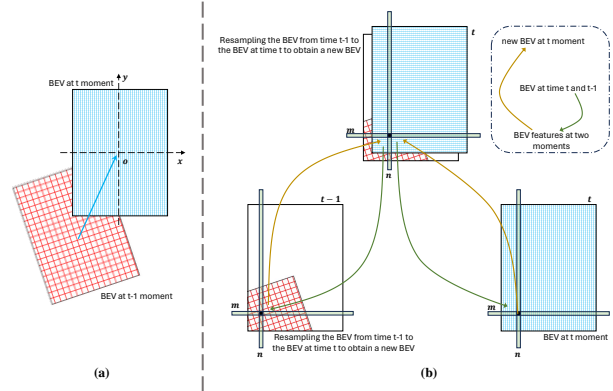 BEV at t moment
y
o
x
BEV at t-1 moment
(a)
Resampling the BEV from time t-1 to
the BEV at time t to obtain a new BEV
t
m
n
new BEV at t moment
BEV at time t and t-1
BEV features at two
moments
t − 1
m
n
Resampling the BEV from time t-1 to
the BEV at time t to obtain a new BEV
t
m
n
BEV at t moment
(b)